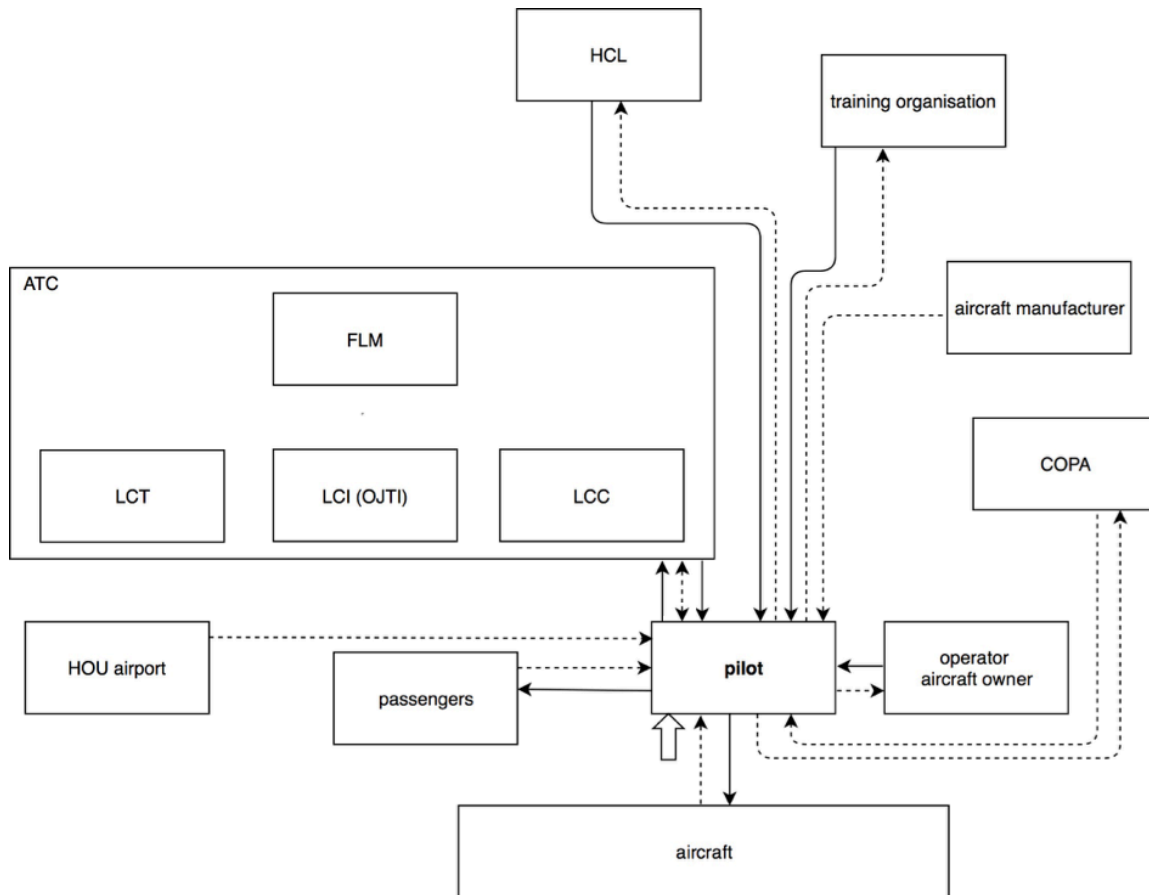 HCL
training organisation
ATC
FLM
aircraft manufacturer
LCT
LCI (OJTI)
LCC
COPA
HOU airport
passengers
pilot
operator
aircraft owner
aircraft